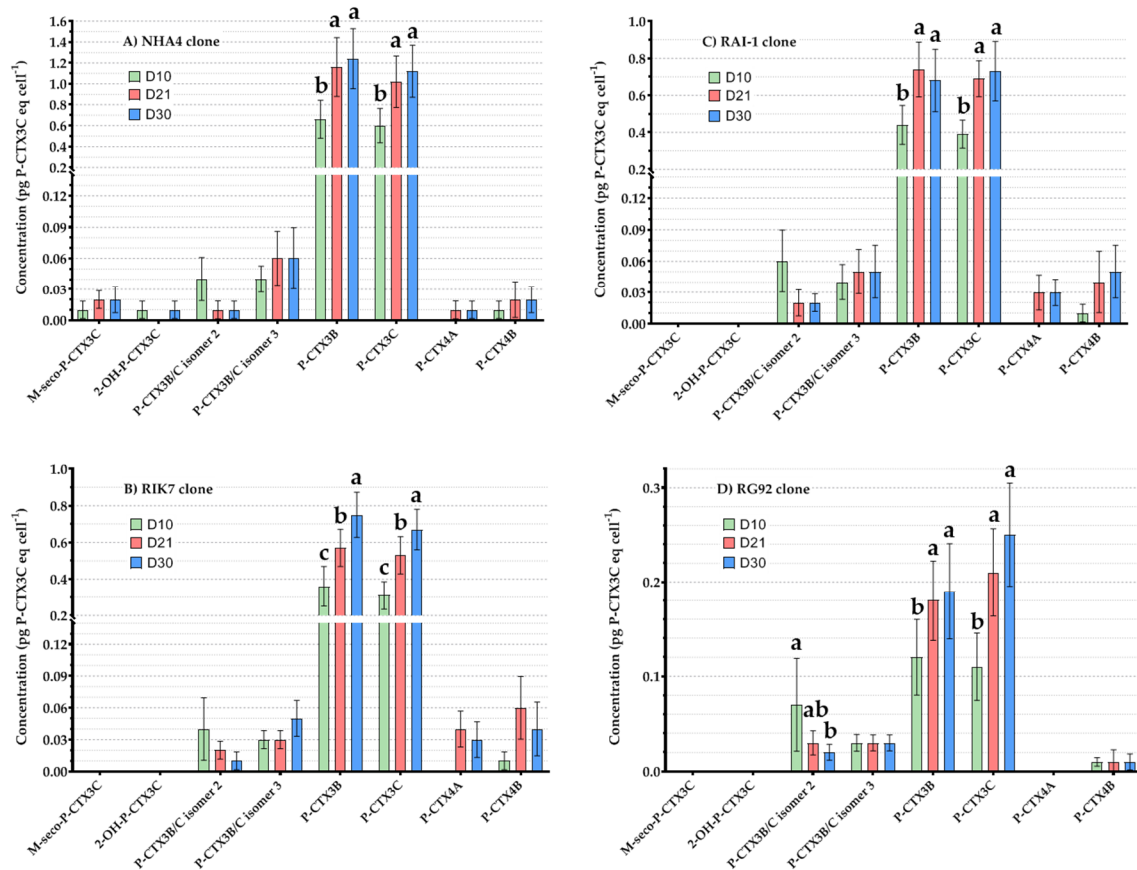 A) NHA4 clone
D10
D21
D30
Concentration (pg P-CTX3C eq cell⁻¹)
1.6
1.4
1.2
1.0
0.8
0.6
0.4
0.2
0.12
0.09
0.06
0.03
0.00
b a a
b a a
M-seco-P-CTX3C
2-OH-P-CTX3C
P-CTX3B/C isomer 2
P-CTX3B/C isomer 3
P-CTX3B
P-CTX3C
P-CTX4A
P-CTX4B
C) RAI-1 clone
D10
D21
D30
Concentration (pg P-CTX3C eq cell⁻¹)
1.0
0.8
0.6
0.4
0.2
0.12
0.09
0.06
0.03
0.00
b a a
b a a
M-seco-P-CTX3C
2-OH-P-CTX3C
P-CTX3B/C isomer 2
P-CTX3B/C isomer 3
P-CTX3B
P-CTX3C
P-CTX4A
P-CTX4B
B) RIK7 clone
D10
D21
D30
Concentration (pg P-CTX3C eq cell⁻¹)
1.0
0.8
0.6
0.4
0.2
0.12
0.09
0.06
0.03
0.00
c b a
c b a
M-seco-P-CTX3C
2-OH-P-CTX3C
P-CTX3B/C isomer 2
P-CTX3B/C isomer 3
P-CTX3B
P-CTX3C
P-CTX4A
P-CTX4B
D) RG92 clone
D10
D21
D30
Concentration (pg P-CTX3C eq cell⁻¹)
0.3
0.2
0.1
0.0
a ab b
b a a
b a a
M-seco-P-CTX3C
2-OH-P-CTX3C
P-CTX3B/C isomer 2
P-CTX3B/C isomer 3
P-CTX3B
P-CTX3C
P-CTX4A
P-CTX4B